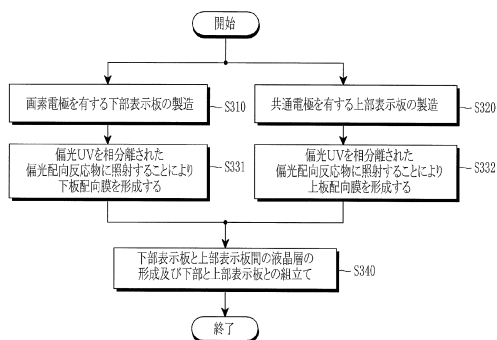 開始
画素電極を有する下部表示板の製造
S310
共通電極を有する上部表示板の製造
S320
偏光UVを相分離された
偏光配向反応物に照射することにより
下板配向膜を形成する
S331
偏光UVを相分離された
偏光配向反応物に照射することにより
上板配向膜を形成する
S332
下部表示板と上部表示板間の液晶層の
形成及び下部と上部表示板との組立て
S340
終了